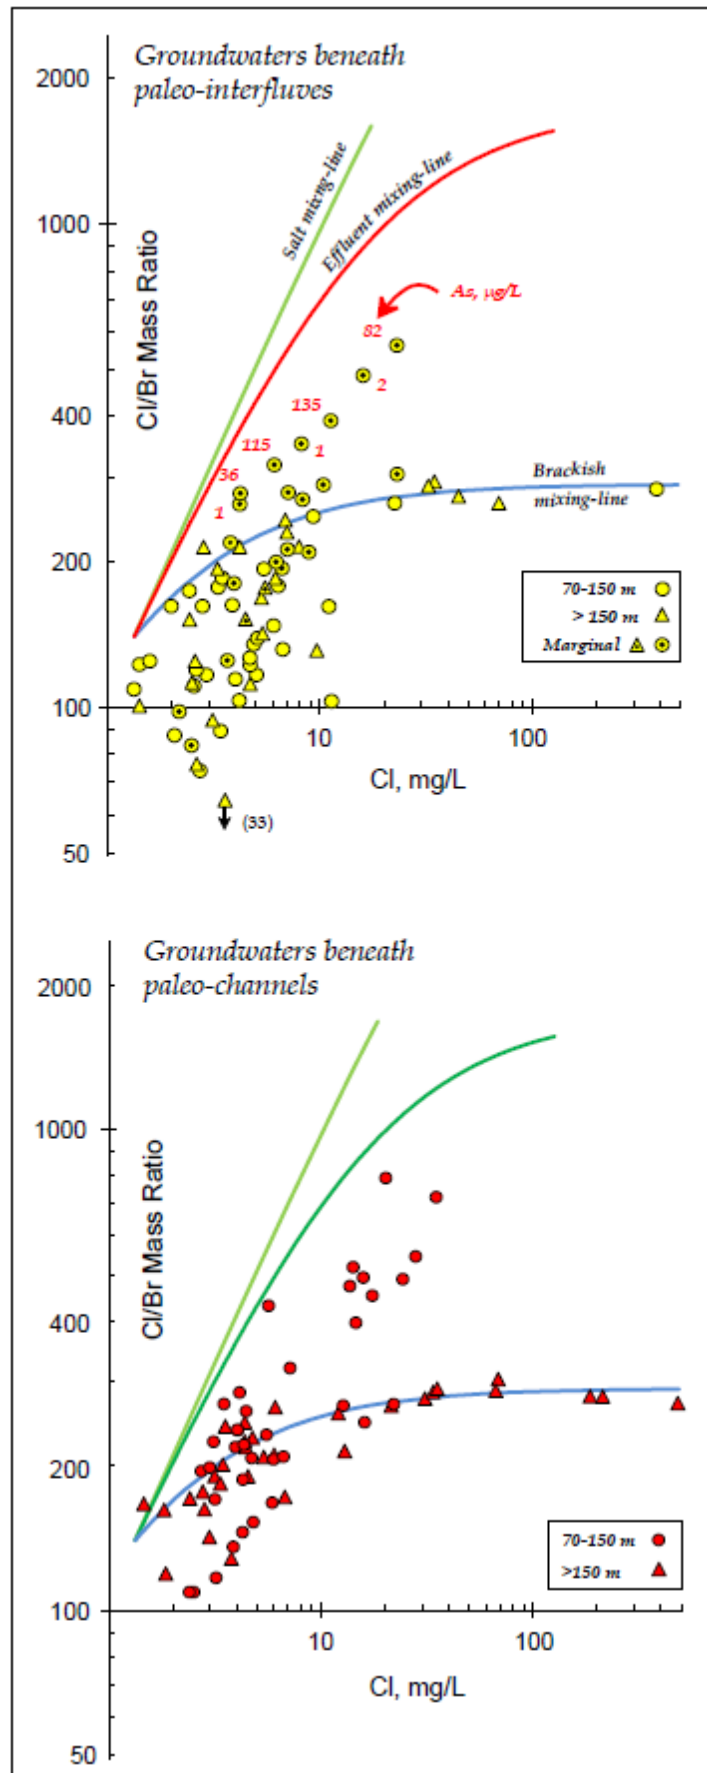 Groundwaters beneath
paleo-interfluves
2000
1000
400
200
100
50
Cl/Br Mass Ratio
Salt mixng-line
Effluent mixing-line
As, µg/L
82
2
135
1
115
36
1
Brackish
mixing-line
70-150 m
> 150 m
Marginal
10
100
Cl, mg/L
(33)
Groundwaters beneath
paleo-channels
2000
1000
400
200
100
50
Cl/Br Mass Ratio
70-150 m
>150 m
10
100
Cl, mg/L